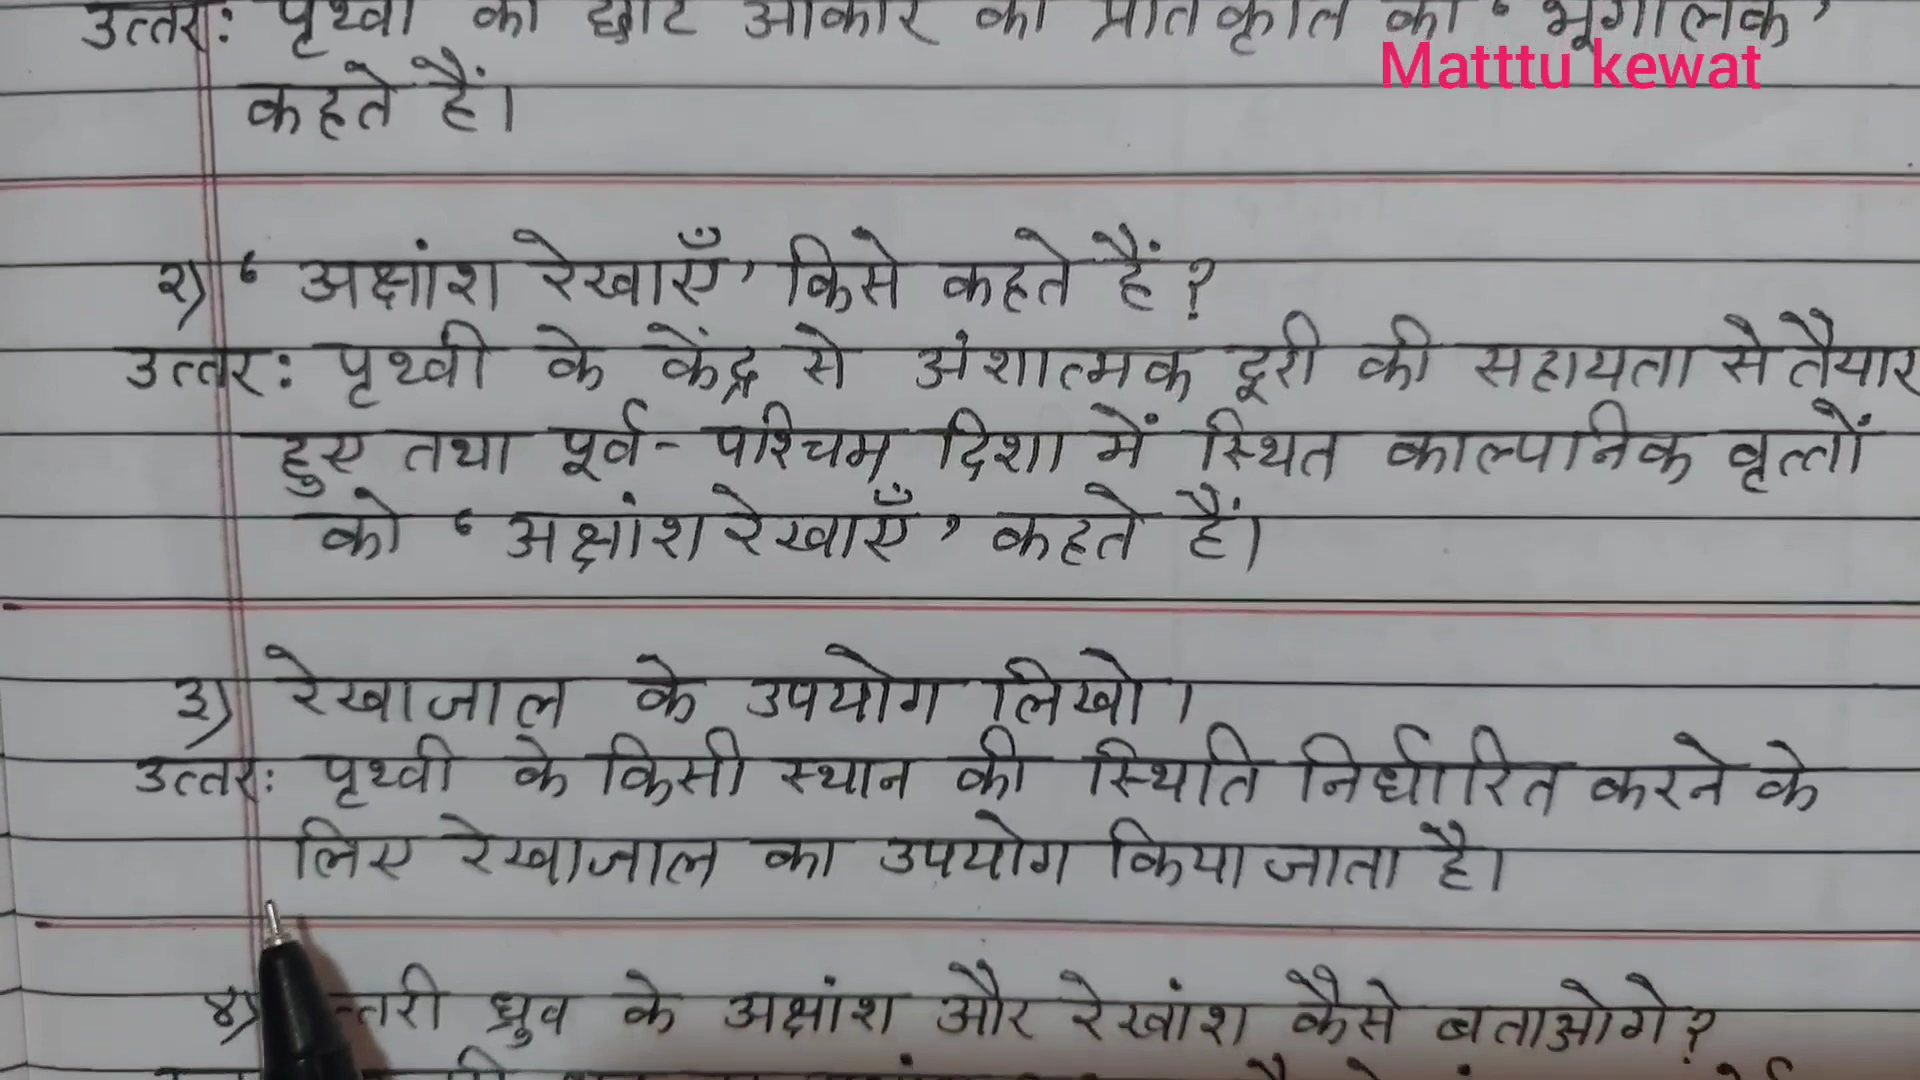 उत्तर: पृथ्वी की छोटे आकार की प्रतिकृति को ‘भूगोलक’
Matttu kewat
कहते हैं।
२) ‘अक्षांश रेखाएँ’ किसे कहते हैं?
उत्तर: पृथ्वी के केंद्र से अंशात्मक दूरी की सहायता से तैयार
हुए तथा पूर्व-पश्चिम दिशा में स्थित काल्पनिक वृत्तों
को ‘अक्षांश रेखाएँ’ कहते हैं।
३) रेखाजाल के उपयोग लिखो।
उत्तर: पृथ्वी के किसी स्थान की स्थिति निर्धारित करने के
लिए रेखाजाल का उपयोग किया जाता है।
४) त्तरी ध्रुव के अक्षांश और रेखांश कैसे बताओगे?